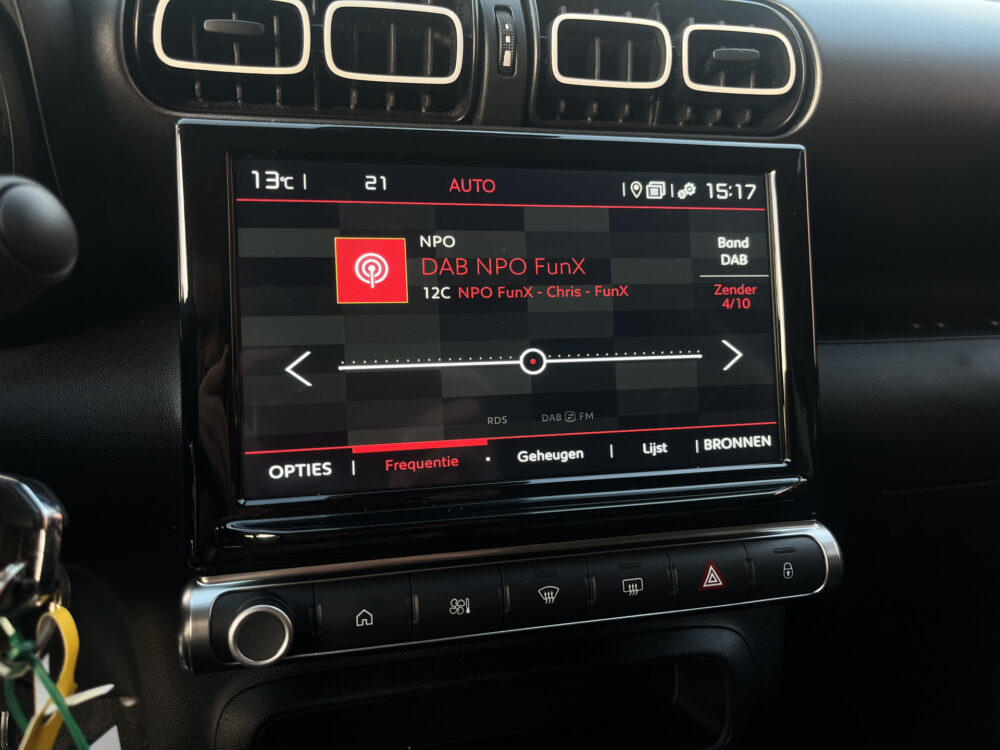 13°C 21 AUTO 15:17
NPO
DAB NPO FunX
12C NPO FunX - Chris - FunX
Band
DAB
Zender
4/10
RDS DAB FM
OPTIES Frequentie Geheugen Lijst BRONNEN